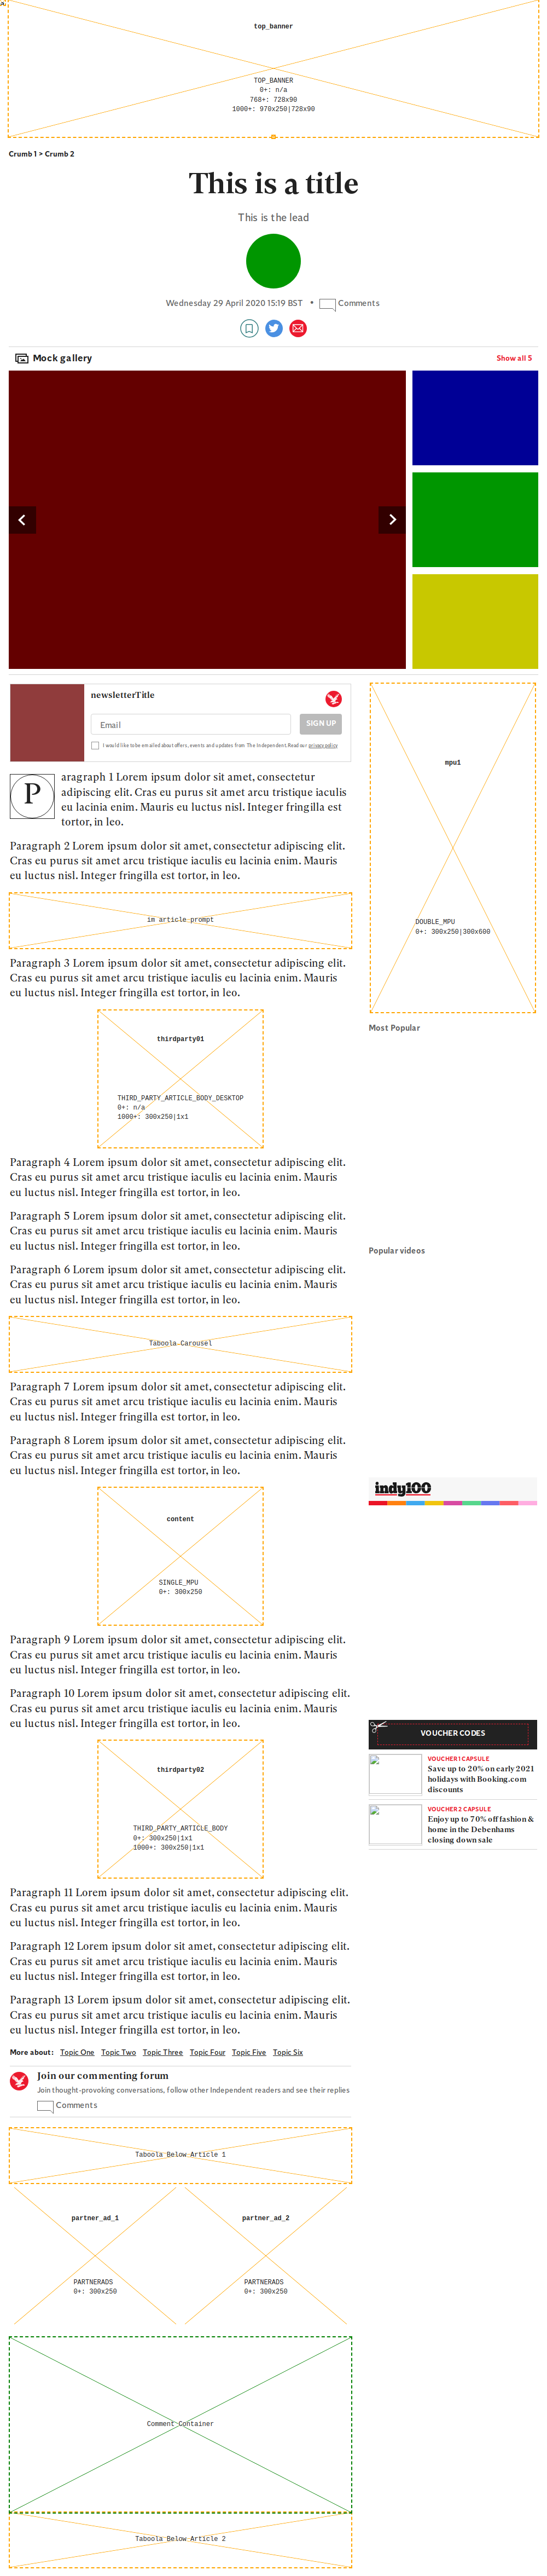 top_banner
TOP_BANNER
0+: n/a
768+: 728x90
1000+: 970x250|728x90
Crumb 1 > Crumb 2
This is a title
This is the lead
Wednesday 29 April 2020 15:19 BST • Comments
Mock gallery
Show all 5
newsletterTitle
Email
SIGN UP
I would like to be emailed about offers, events and updates from The Independent. Read our privacy policy
Paragraph 1 Lorem ipsum dolor sit amet, consectetur
adipiscing elit. Cras eu purus sit amet arcu tristique iaculis
eu lacinia enim. Mauris eu luctus nisl. Integer fringilla est
tortor, in leo.
Paragraph 2 Lorem ipsum dolor sit amet, consectetur adipiscing elit.
Cras eu purus sit amet arcu tristique iaculis eu lacinia enim. Mauris
eu luctus nisl. Integer fringilla est tortor, in leo.
im article prompt
Paragraph 3 Lorem ipsum dolor sit amet, consectetur adipiscing elit.
Cras eu purus sit amet arcu tristique iaculis eu lacinia enim. Mauris
eu luctus nisl. Integer fringilla est tortor, in leo.
thirdparty01
THIRD_PARTY_ARTICLE_BODY_DESKTOP
0+: n/a
1000+: 300x250|1x1
Paragraph 4 Lorem ipsum dolor sit amet, consectetur adipiscing elit.
Cras eu purus sit amet arcu tristique iaculis eu lacinia enim. Mauris
eu luctus nisl. Integer fringilla est tortor, in leo.
Paragraph 5 Lorem ipsum dolor sit amet, consectetur adipiscing elit.
Cras eu purus sit amet arcu tristique iaculis eu lacinia enim. Mauris
eu luctus nisl. Integer fringilla est tortor, in leo.
Paragraph 6 Lorem ipsum dolor sit amet, consectetur adipiscing elit.
Cras eu purus sit amet arcu tristique iaculis eu lacinia enim. Mauris
eu luctus nisl. Integer fringilla est tortor, in leo.
Taboola Carousel
Paragraph 7 Lorem ipsum dolor sit amet, consectetur adipiscing elit.
Cras eu purus sit amet arcu tristique iaculis eu lacinia enim. Mauris
eu luctus nisl. Integer fringilla est tortor, in leo.
Paragraph 8 Lorem ipsum dolor sit amet, consectetur adipiscing elit.
Cras eu purus sit amet arcu tristique iaculis eu lacinia enim. Mauris
eu luctus nisl. Integer fringilla est tortor, in leo.
content
SINGLE_MPU
0+: 300x250
Paragraph 9 Lorem ipsum dolor sit amet, consectetur adipiscing elit.
Cras eu purus sit amet arcu tristique iaculis eu lacinia enim. Mauris
eu luctus nisl. Integer fringilla est tortor, in leo.
Paragraph 10 Lorem ipsum dolor sit amet, consectetur adipiscing elit.
Cras eu purus sit amet arcu tristique iaculis eu lacinia enim. Mauris
eu luctus nisl. Integer fringilla est tortor, in leo.
thirdparty02
THIRD_PARTY_ARTICLE_BODY
0+: 300x250|1x1
1000+: 300x250|1x1
Paragraph 11 Lorem ipsum dolor sit amet, consectetur adipiscing elit.
Cras eu purus sit amet arcu tristique iaculis eu lacinia enim. Mauris
eu luctus nisl. Integer fringilla est tortor, in leo.
Paragraph 12 Lorem ipsum dolor sit amet, consectetur adipiscing elit.
Cras eu purus sit amet arcu tristique iaculis eu lacinia enim. Mauris
eu luctus nisl. Integer fringilla est tortor, in leo.
Paragraph 13 Lorem ipsum dolor sit amet, consectetur adipiscing elit.
Cras eu purus sit amet arcu tristique iaculis eu lacinia enim. Mauris
eu luctus nisl. Integer fringilla est tortor, in leo.
More about: Topic One Topic Two Topic Three Topic Four Topic Five Topic Six
Join our commenting forum
Join thought-provoking conversations, follow other Independent readers and see their replies
Comments
Taboola Below Article 1
partner_ad_1
PARTNERADS
0+: 300x250
partner_ad_2
PARTNERADS
0+: 300x250
Comment Container
Taboola Below Article 2
mpu1
DOUBLE_MPU
0+: 300x250|300x600
Most Popular
Popular videos
indy100
VOUCHER CODES
VOUCHER 1 CAPSULE
Save up to 20% on early 2021
holidays with Booking.com
discounts
VOUCHER 2 CAPSULE
Enjoy up to 70% off fashion &
home in the Debenhams
closing down sale